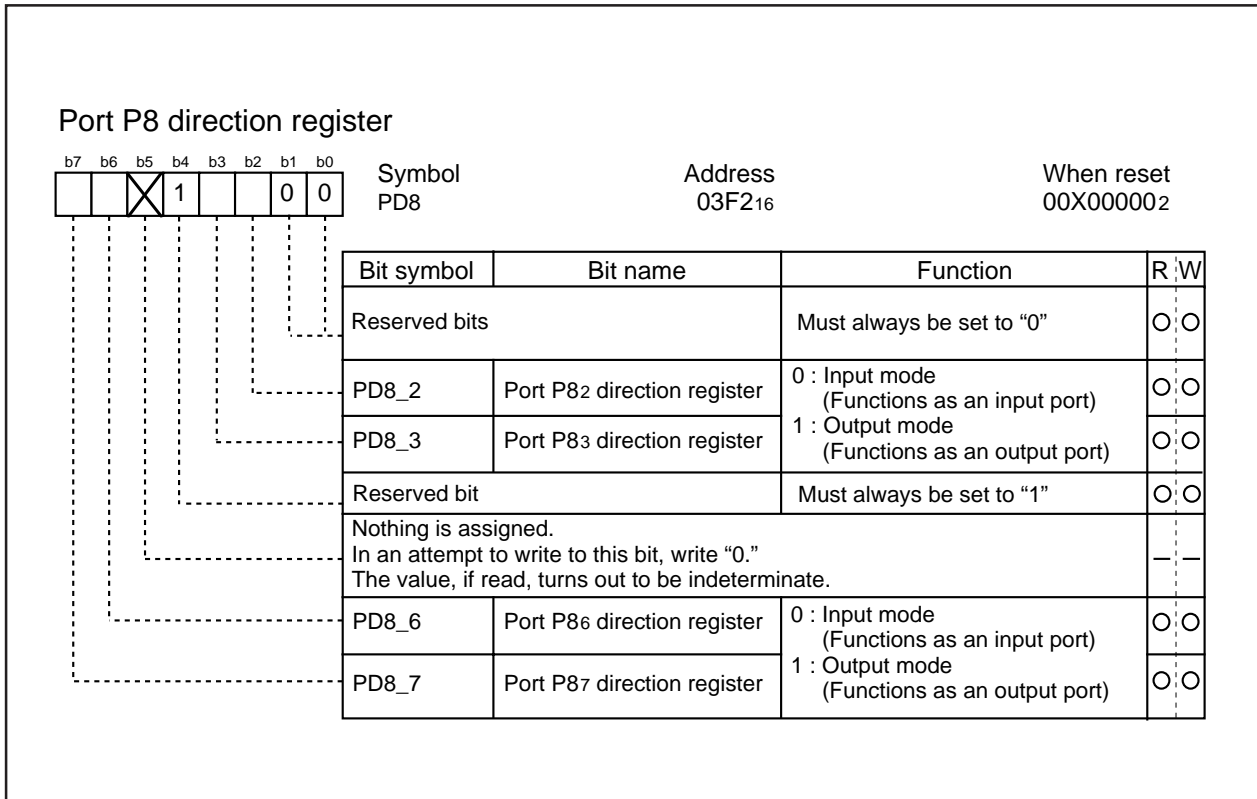 Port P8 direction register
b7 b6 b5 b4 b3 b2 b1 b0
1 0 0
Symbol Address When reset
PD8 03F216 00X000002
Bit symbol Bit name Function R W
Reserved bits Must always be set to “0”
PD8_2 Port P82 direction register 0 : Input mode
(Functions as an input port)
PD8_3 Port P83 direction register 1 : Output mode
(Functions as an output port)
Reserved bit Must always be set to “1”
Nothing is assigned.
In an attempt to write to this bit, write “0.”
The value, if read, turns out to be indeterminate.
PD8_6 Port P86 direction register 0 : Input mode
(Functions as an input port)
PD8_7 Port P87 direction register 1 : Output mode
(Functions as an output port)